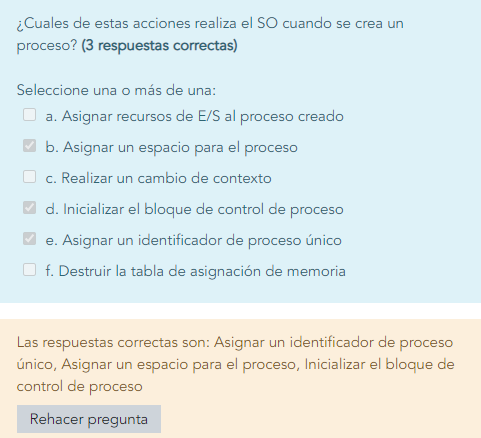 ¿Cuales de estas acciones realiza el SO cuando se crea un
proceso? (3 respuestas correctas)
Seleccione una o más de una:
a. Asignar recursos de E/S al proceso creado
b. Asignar un espacio para el proceso
c. Realizar un cambio de contexto
d. Inicializar el bloque de control de proceso
e. Asignar un identificador de proceso único
f. Destruir la tabla de asignación de memoria
Las respuestas correctas son: Asignar un identificador de proceso
único, Asignar un espacio para el proceso, Inicializar el bloque de
control de proceso
Rehacer pregunta